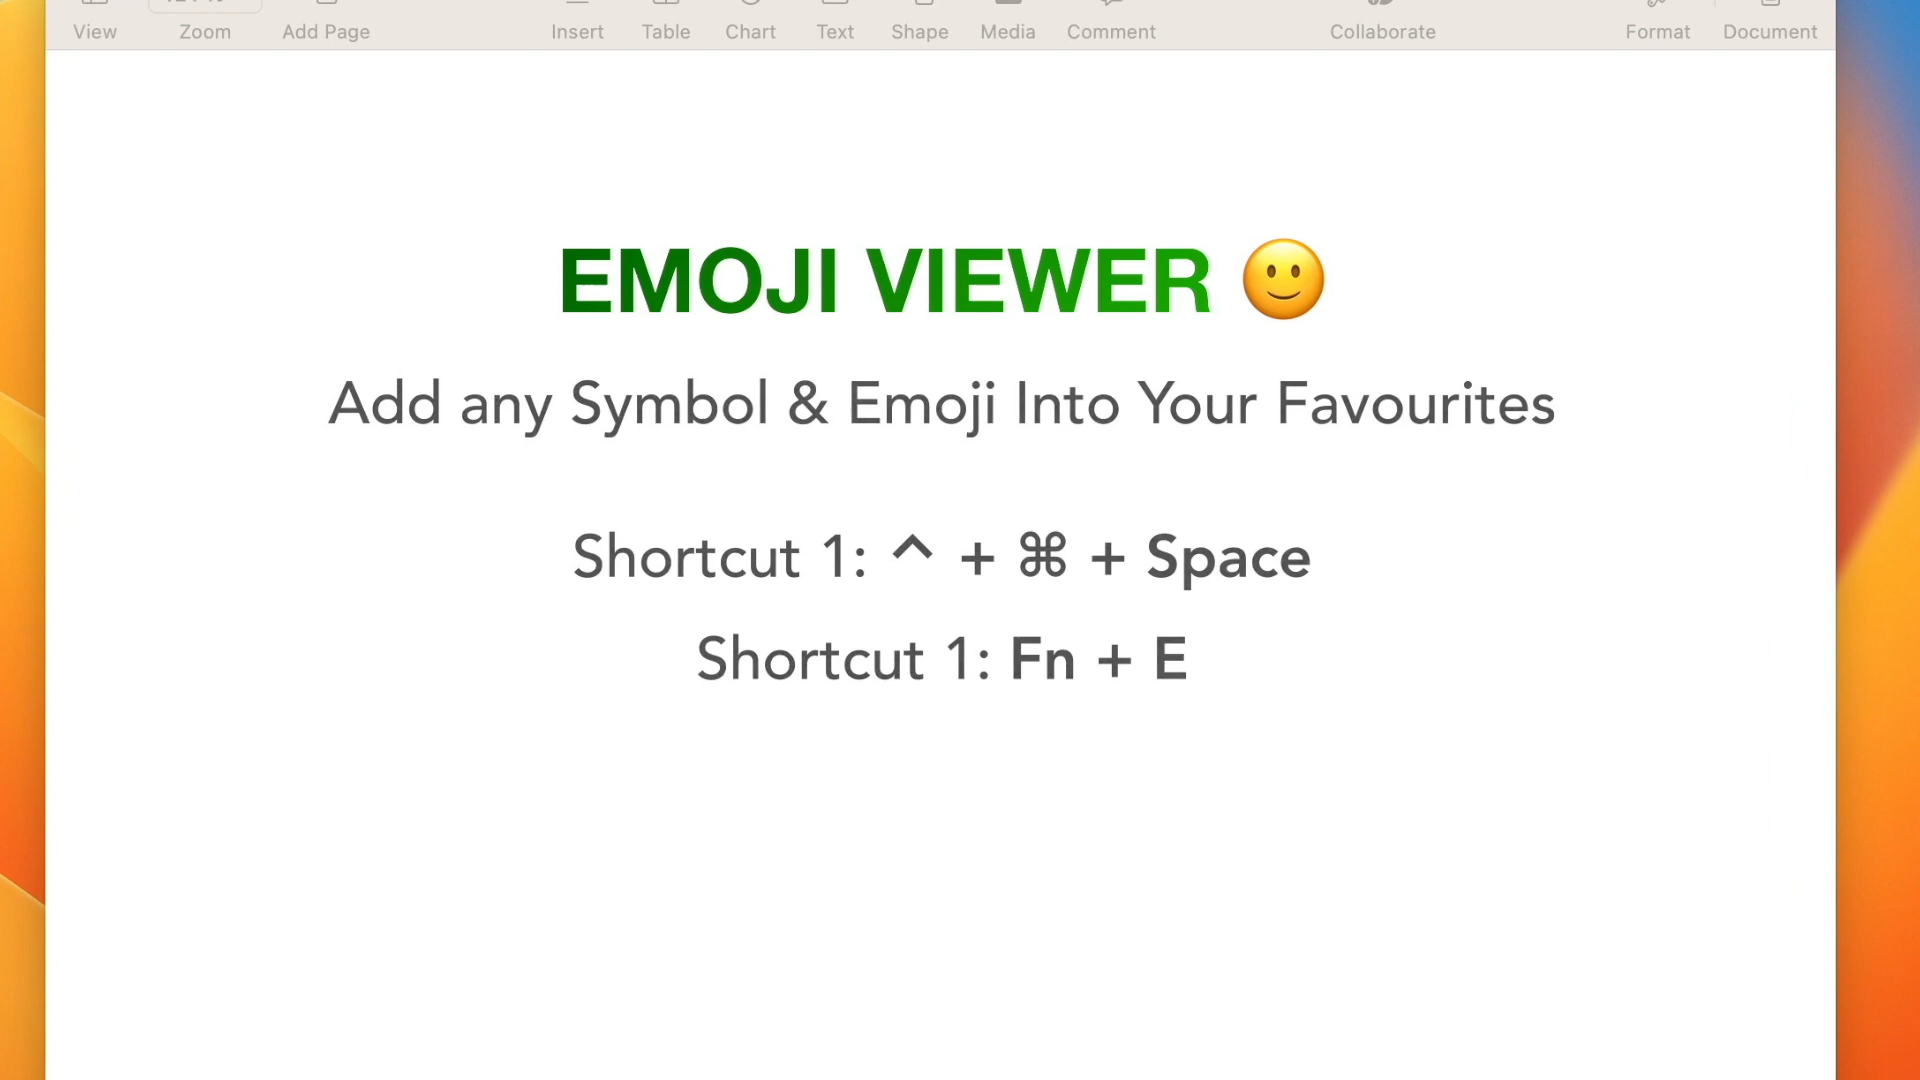 View Zoom Add Page Insert Table Chart Text Shape Media Comment Collaborate Format Document
EMOJI VIEWER 🙂
Add any Symbol & Emoji Into Your Favourites
Shortcut 1: ^ + ⌘ + Space
Shortcut 1: Fn + E